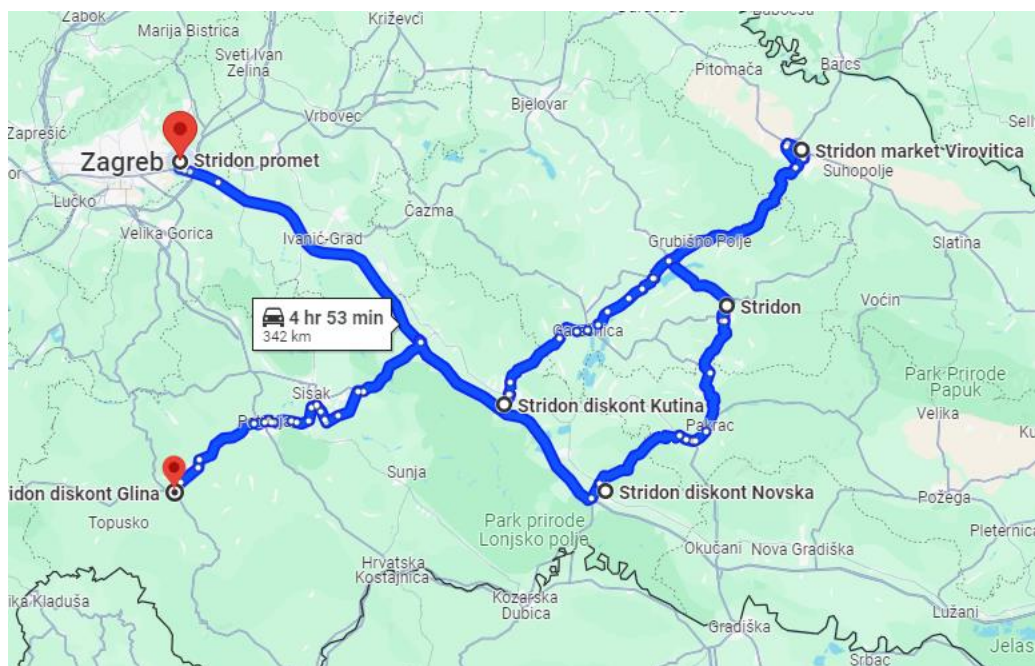 Zabok
Marija Bistrica
Križevci
Sveti Ivan
Zelina
Vrbovec
Bjelovar
Pitomača
Barcs
Zaprešić
Zagreb
Stridon promet
Stridon market Virovitica
Suhopolje
Lučko
Čazma
Velika Gorica
Ivanić-Grad
Grubišno Polje
Slatina
4 hr 53 min
342 km
Stridon
Voćin
Park Prirode
Papuk
Sisak
Stridon diskont Kutina
Velika
Pakrac
Sunja
ridon diskont Glina
Stridon diskont Novska
Požega
Topusko
Park prirode
Lonjsko polje
Pleternica
Okučani
Nova Gradiška
Hrvatska
Kostajnica
Kozarska
Dubica
ika Kladuša
Lužani
Gradiška
Srbac
Jelas